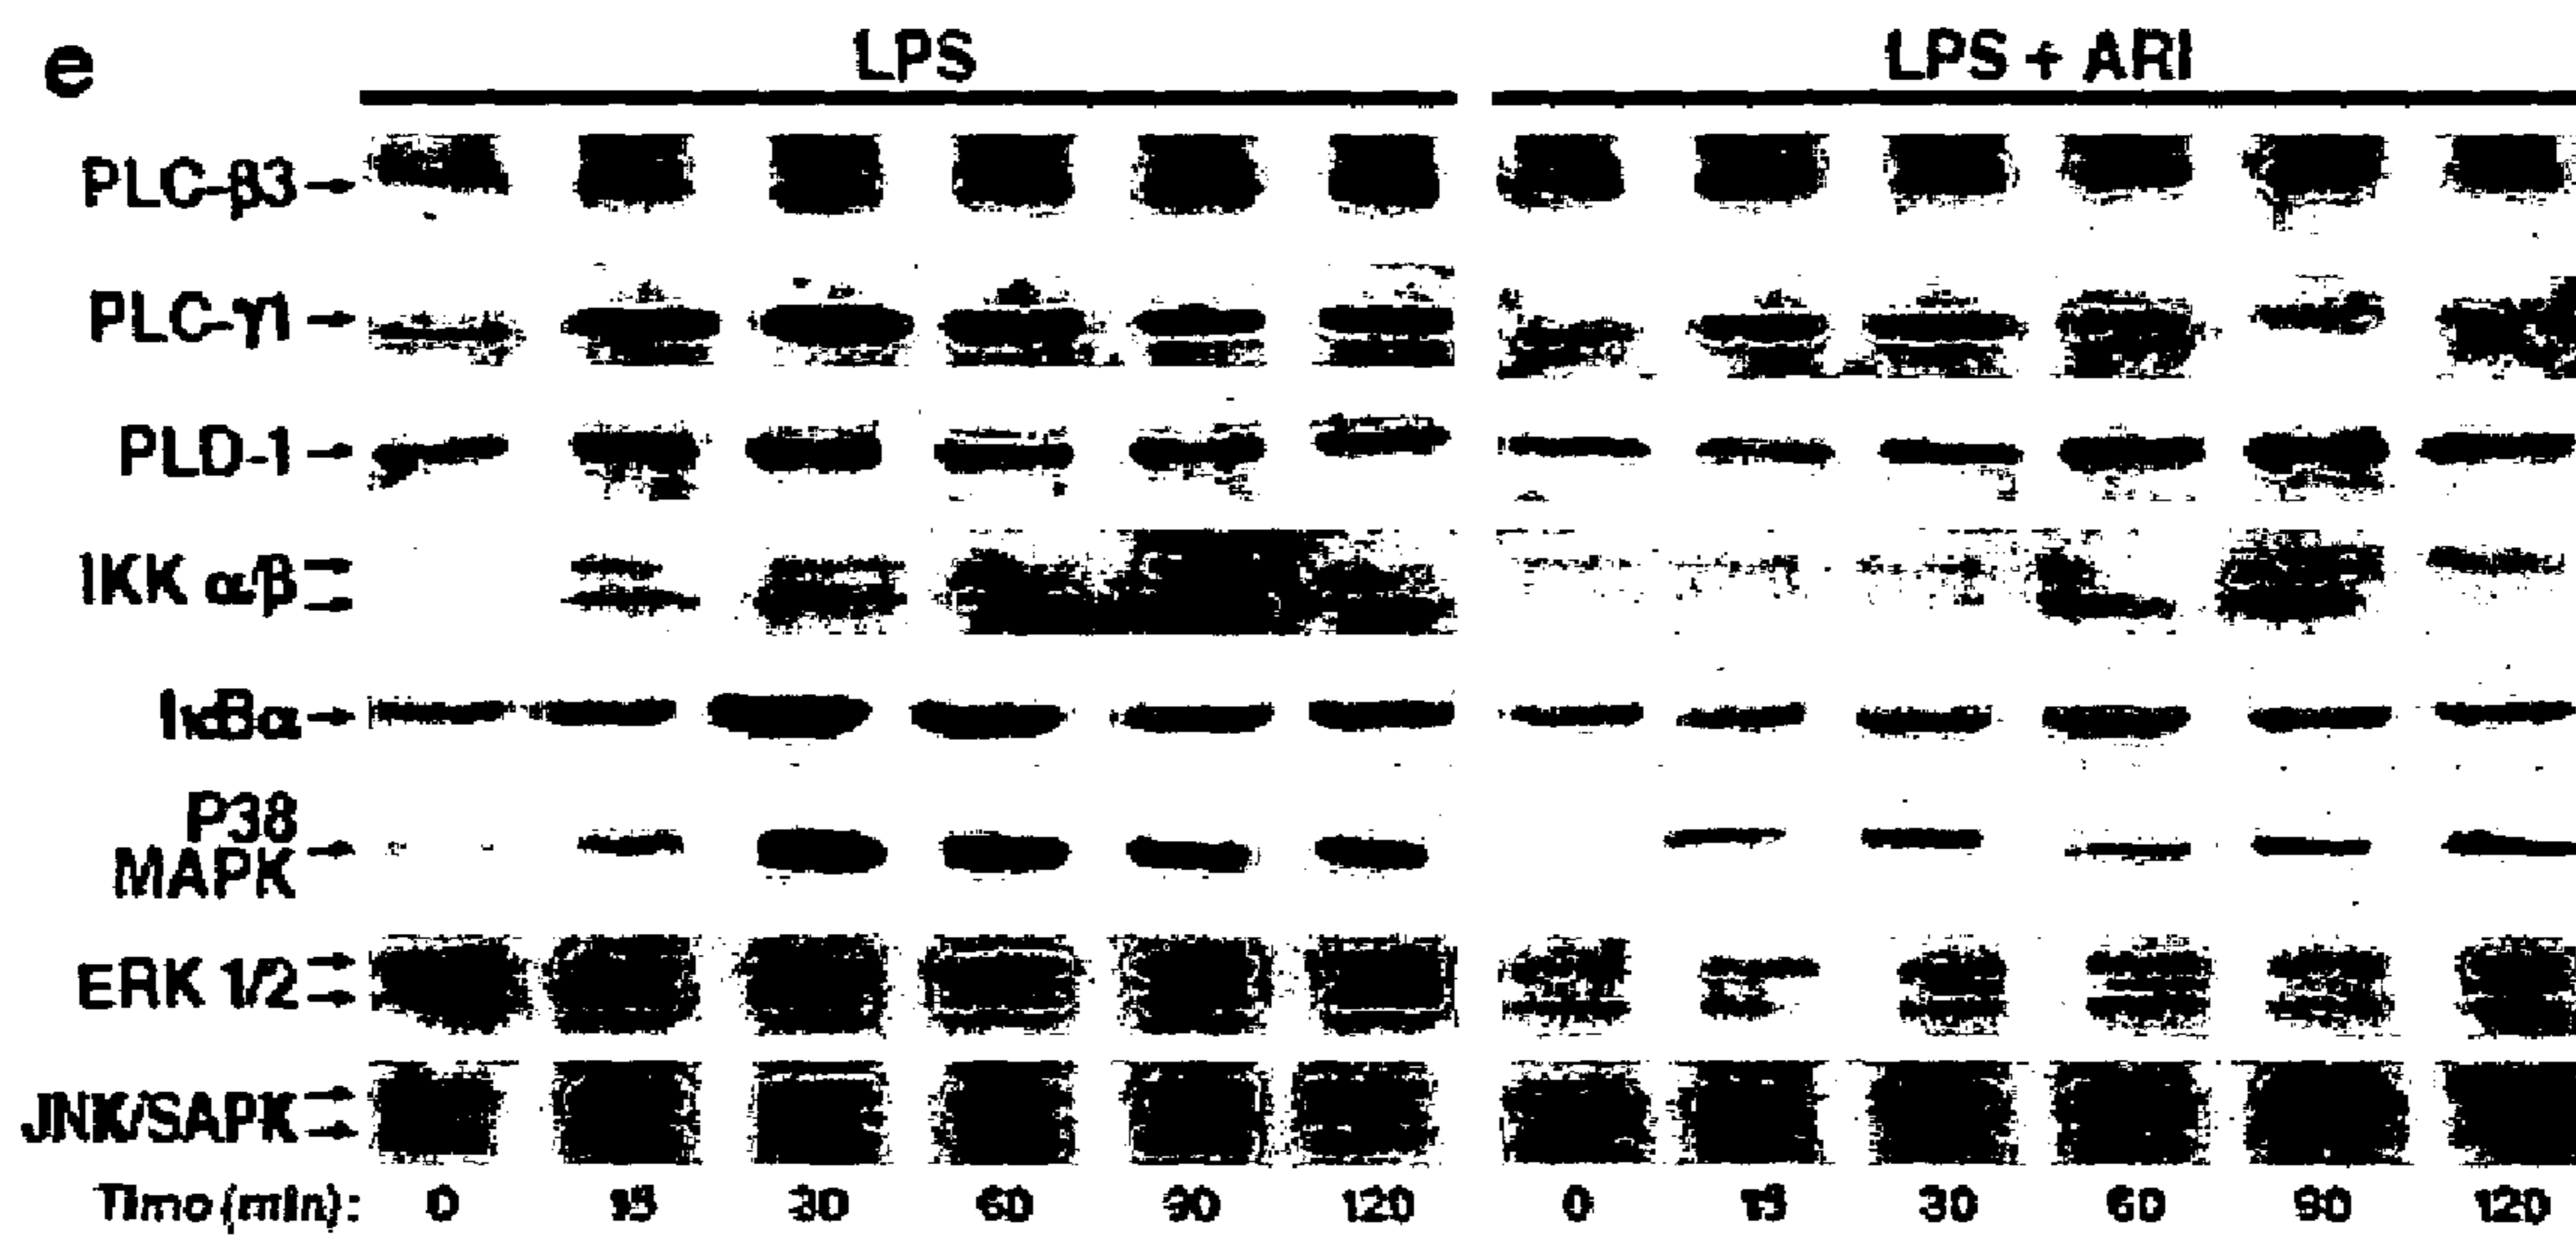 e
LPS
LPS + ARI
PLC-β3
PLC-γ1
PLD-1
IKK α/β
IκBα
P38
MAPK
ERK 1/2
JNK/SAPK
Time (min): 0 15 30 60 90 120 0 15 30 60 90 120